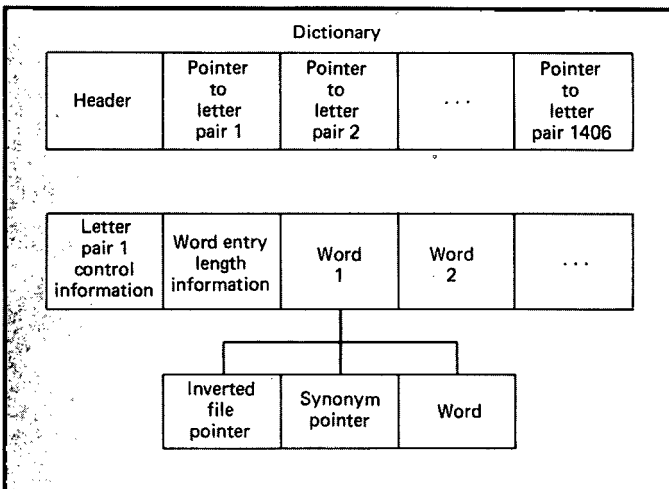 Dictionary
Header
Pointer
to
letter
pair 1
Pointer
to
letter
pair 2
...
Pointer
to
letter
pair 1406
Letter
pair 1
control
information
Word entry
length
information
Word
1
Word
2
...
Inverted
file
pointer
Synonym
pointer
Word